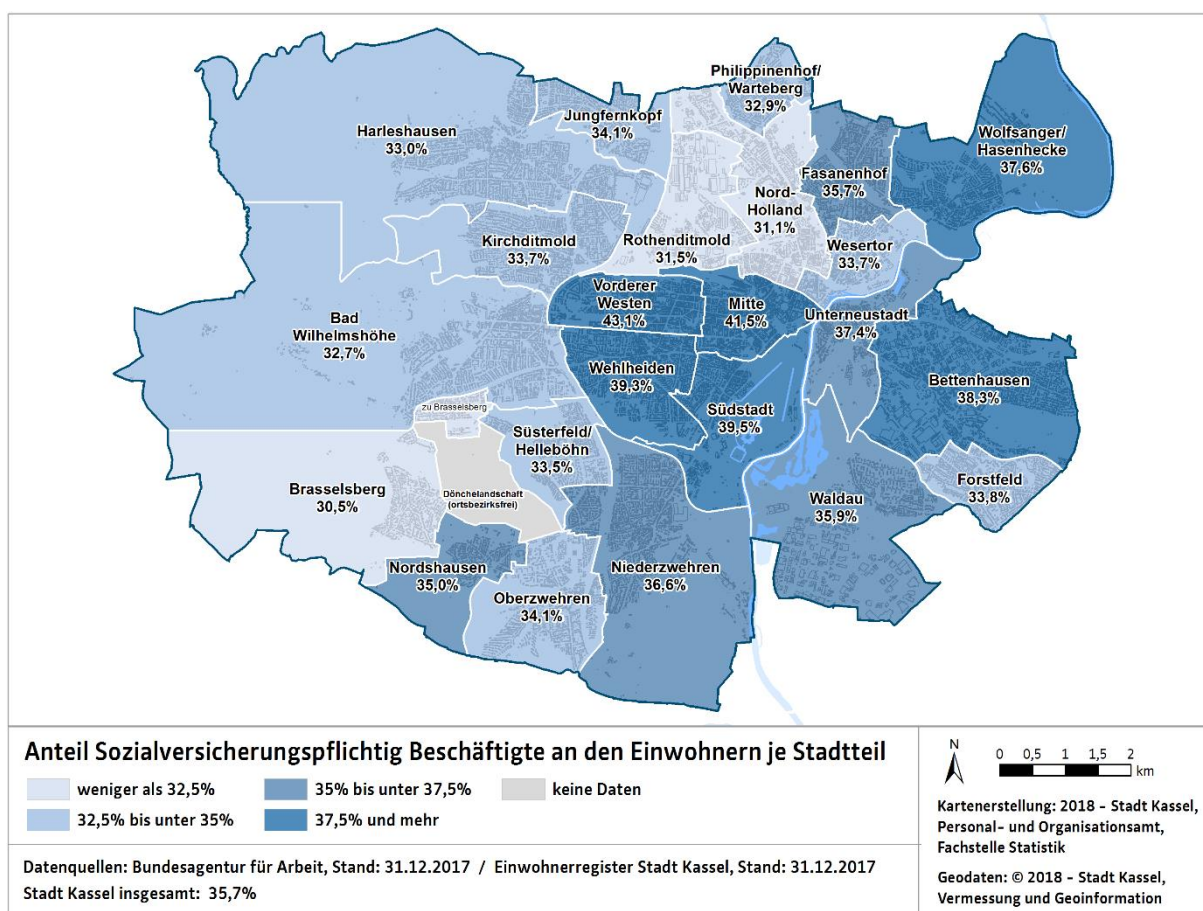 Philippinenhof/
Warteberg
32,9%
Jungfernkopf
34,1%
Harleshausen
33,0%
Wolfsanger/
Hasenhecke
37,6%
Fasanenhof
35,7%
Nord-
Holland
31,1%
Kirchditmold
33,7%
Rothenditmold
31,5%
Wesertor
33,7%
Vorderer
Westen
43,1%
Mitte
41,5%
Unterneustadt
37,4%
Bad
Wilhelmshöhe
32,7%
Wehlheiden
39,3%
Bettenhausen
38,3%
Südstadt
39,5%
zu Brasselsberg
Süsterfeld/
Helleböhn
33,5%
Forstfeld
33,8%
Brasselsberg
30,5%
Dönchelandschaft
(ortsbezirksfrei)
Waldau
35,9%
Nordshausen
35,0%
Niederzwehren
36,6%
Oberzwehren
34,1%
Anteil Sozialversicherungspflichtig Beschäftigte an den Einwohnern je Stadtteil
weniger als 32,5%
35% bis unter 37,5%
keine Daten
32,5% bis unter 35%
37,5% und mehr
Datenquellen: Bundesagentur für Arbeit, Stand: 31.12.2017 / Einwohnerregister Stadt Kassel, Stand: 31.12.2017
Stadt Kassel insgesamt: 35,7%
N
0 0,5 1 1,5 2
km
Kartenerstellung: 2018 - Stadt Kassel,
Personal- und Organisationsamt,
Fachstelle Statistik
Geodaten: © 2018 - Stadt Kassel,
Vermessung und Geoinformation